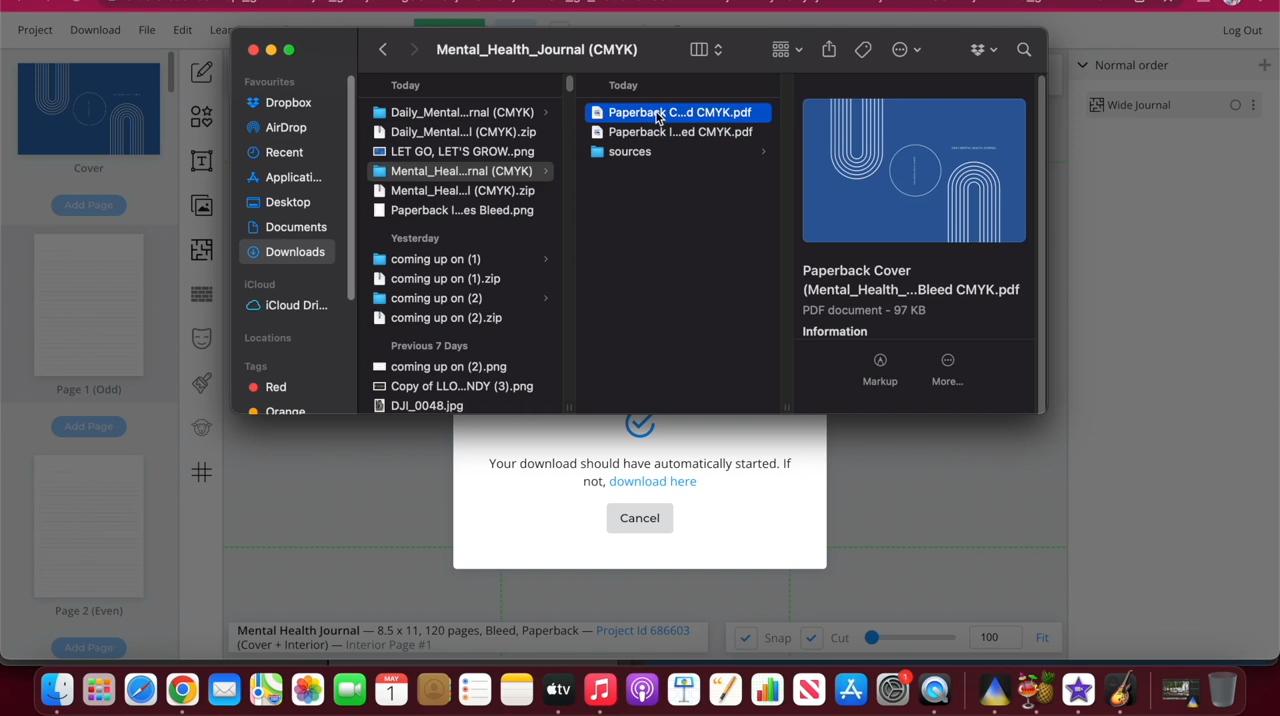 Project Download File Edit Lear
Log Out
Mental_Health_Journal (CMYK)
Favourites
Dropbox
AirDrop
Recent
Applicati...
Desktop
Documents
Downloads
iCloud
iCloud Dri...
Locations
Tags
Red
Orange
Today
Daily_Mental...rnal (CMYK)
Daily_Mental...l (CMYK).zip
LET GO, LET'S GROW..png
Mental_Heal...rnal (CMYK)
Mental_Heal...l (CMYK).zip
Paperback I...es Bleed.png
Yesterday
coming up on (1)
coming up on (1).zip
coming up on (2)
coming up on (2).zip
Previous 7 Days
coming up on (2).png
Copy of LLO...NDY (3).png
DJI_0048.jpg
Today
Paperback C...d CMYK.pdf
Paperback I...ed CMYK.pdf
sources
Paperback Cover
(Mental_Health_...Bleed CMYK.pdf
PDF document - 97 KB
Information
Markup
More...
Cover
Add Page
Page 1 (Odd)
Add Page
Page 2 (Even)
Add Page
Normal order
Wide Journal
Your download should have automatically started. If
not, download here
Cancel
Mental Health Journal — 8.5 x 11, 120 pages, Bleed, Paperback — Project Id 686603
(Cover + Interior) — Interior Page #1
Snap Cut 100 Fit
MAY
1
tv
1